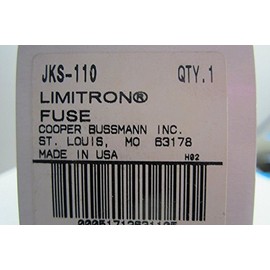 JKS-110 QTY.1
LIMITRON®
FUSE
COOPER BUSSMANN INC.
ST. LOUIS, MO 63178
MADE IN USA H02